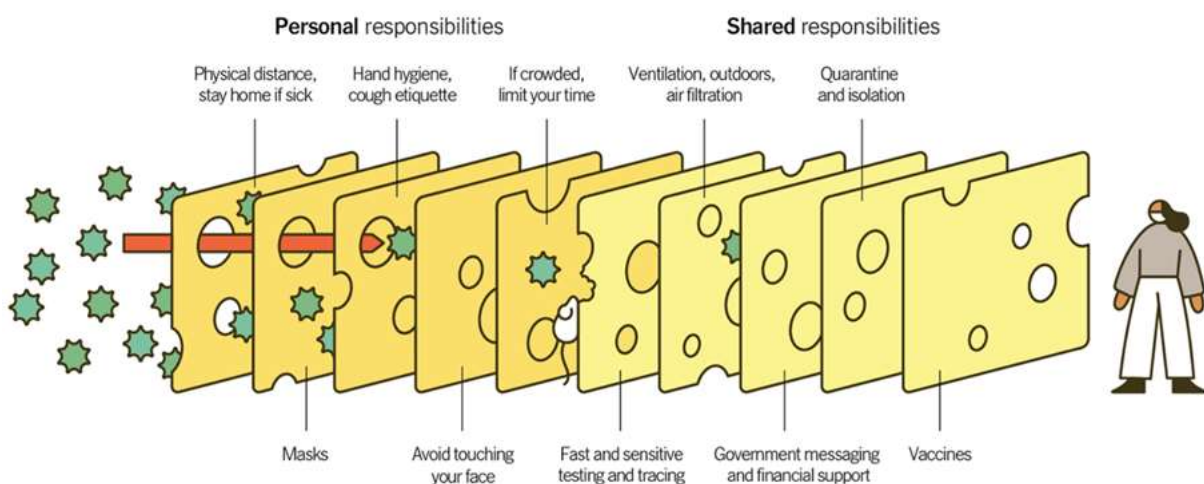 Personal responsibilities
Shared responsibilities
Physical distance,
stay home if sick
Hand hygiene,
cough etiquette
If crowded,
limit your time
Ventilation, outdoors,
air filtration
Quarantine
and isolation
Masks
Avoid touching
your face
Fast and sensitive
testing and tracing
Government messaging
and financial support
Vaccines